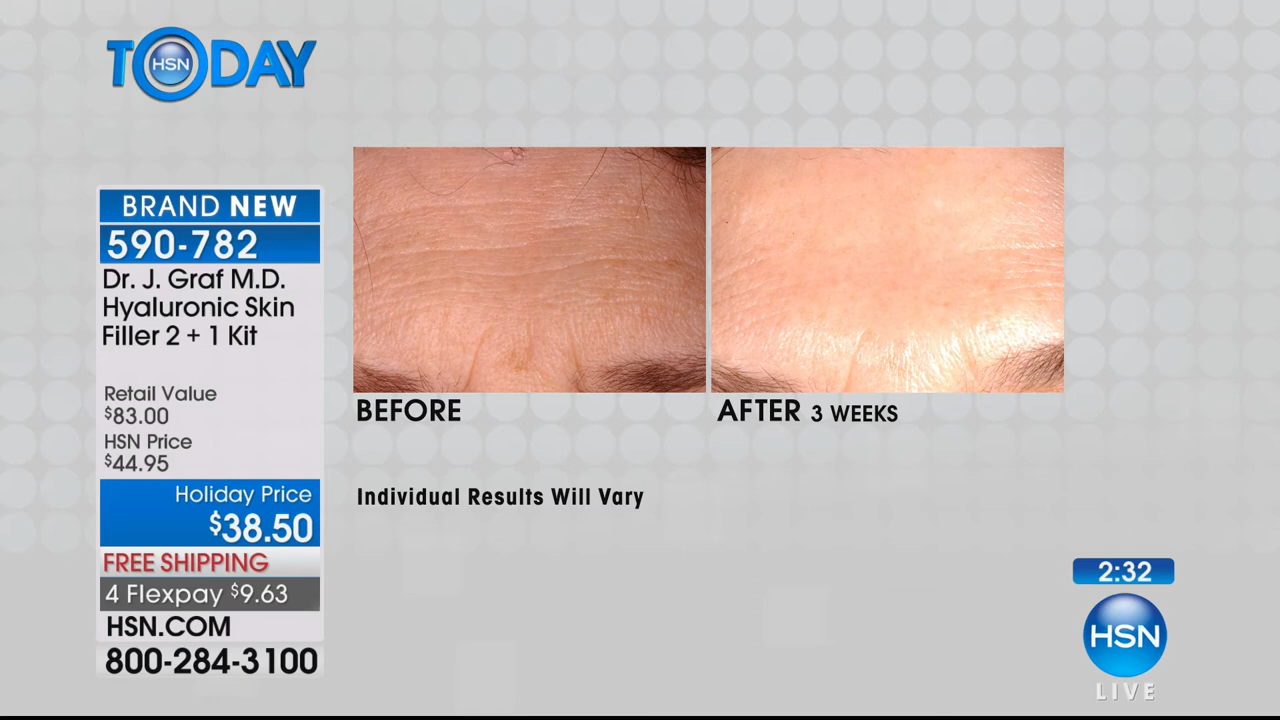 TODAY
HSN
BRAND NEW
590-782
Dr. J. Graf M.D.
Hyaluronic Skin
Filler 2 + 1 Kit
Retail Value
$83.00
HSN Price
$44.95
Holiday Price
$38.50
FREE SHIPPING
4 Flexpay $9.63
HSN.COM
800-284-3100
BEFORE
AFTER 3 WEEKS
Individual Results Will Vary
2:32
HSN
LIVE